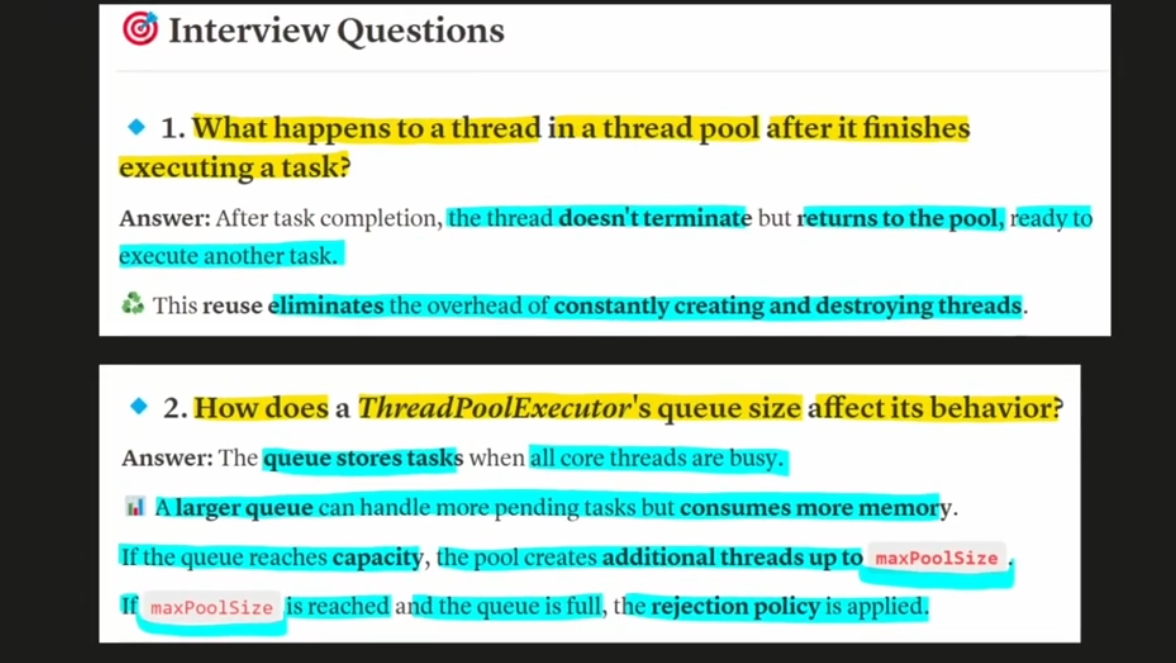 Interview Questions
1. What happens to a thread in a thread pool after it finishes
executing a task?
Answer: After task completion, the thread doesn't terminate but returns to the pool, ready to
execute another task.
This reuse eliminates the overhead of constantly creating and destroying threads.
2. How does a ThreadPoolExecutor's queue size affect its behavior?
Answer: The queue stores tasks when all core threads are busy.
A larger queue can handle more pending tasks but consumes more memory.
If the queue reaches capacity, the pool creates additional threads up to maxPoolSize.
If maxPoolSize is reached and the queue is full, the rejection policy is applied.